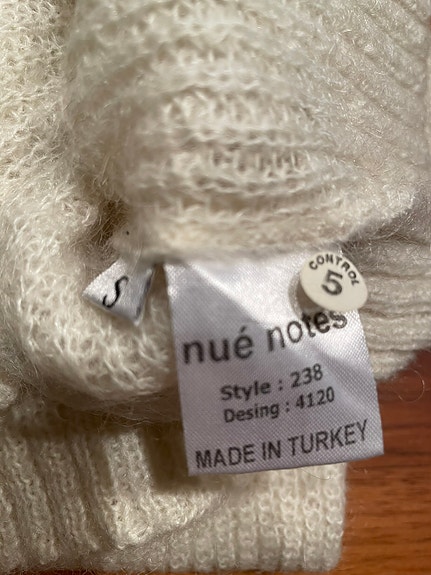 CONTROL
5
S
nué notes
Style : 238
Desing : 4120
MADE IN TURKEY